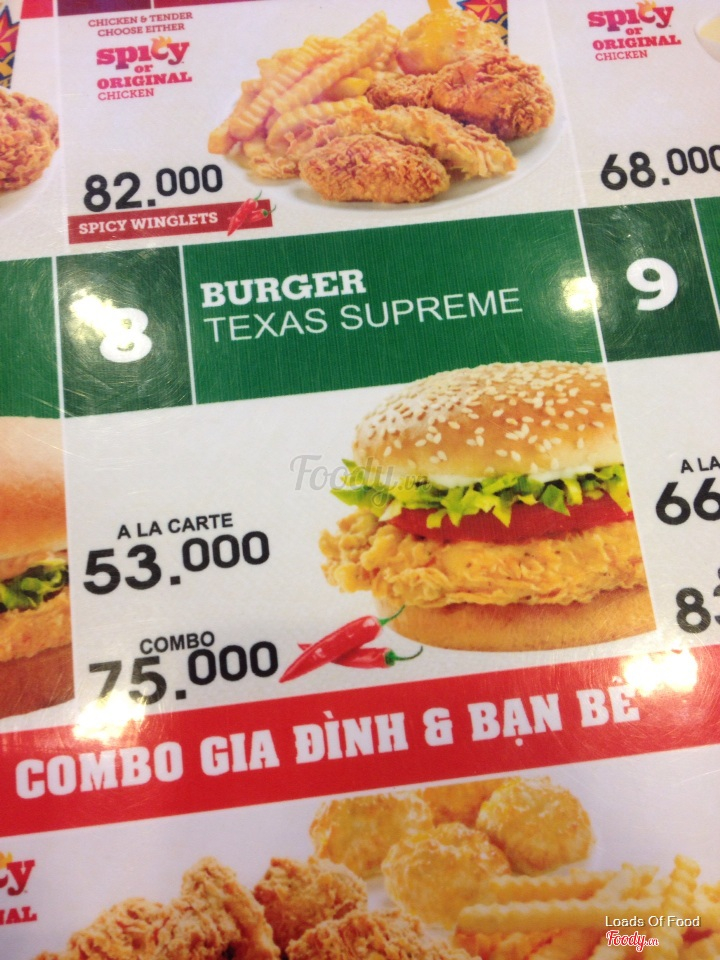 CHICKEN & TENDER
CHOOSE EITHER
spicy
or
ORIGINAL
CHICKEN
82.000
SPICY WINGLETS
spicy
or
ORIGINAL
CHICKEN
68.000
8
BURGER
TEXAS SUPREME
9
Foody.vn
A LA CARTE
53.000
COMBO
75.000
A LA
66
83
COMBO GIA ĐÌNH & BẠN BÈ
Loads Of Food
Foody.vn